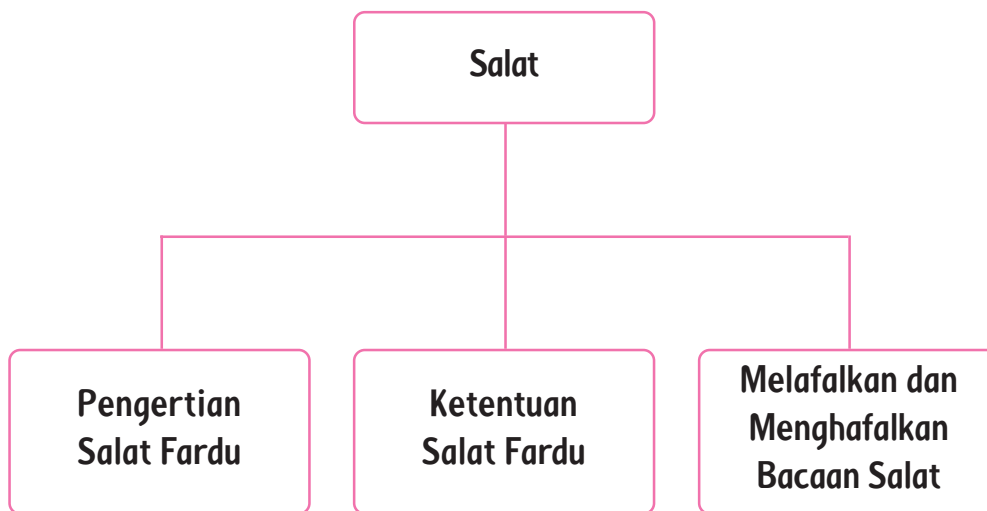 Salat
Pengertian
Salat Fardu
Ketentuan
Salat Fardu
Melafalkan dan
Menghafalkan
Bacaan Salat